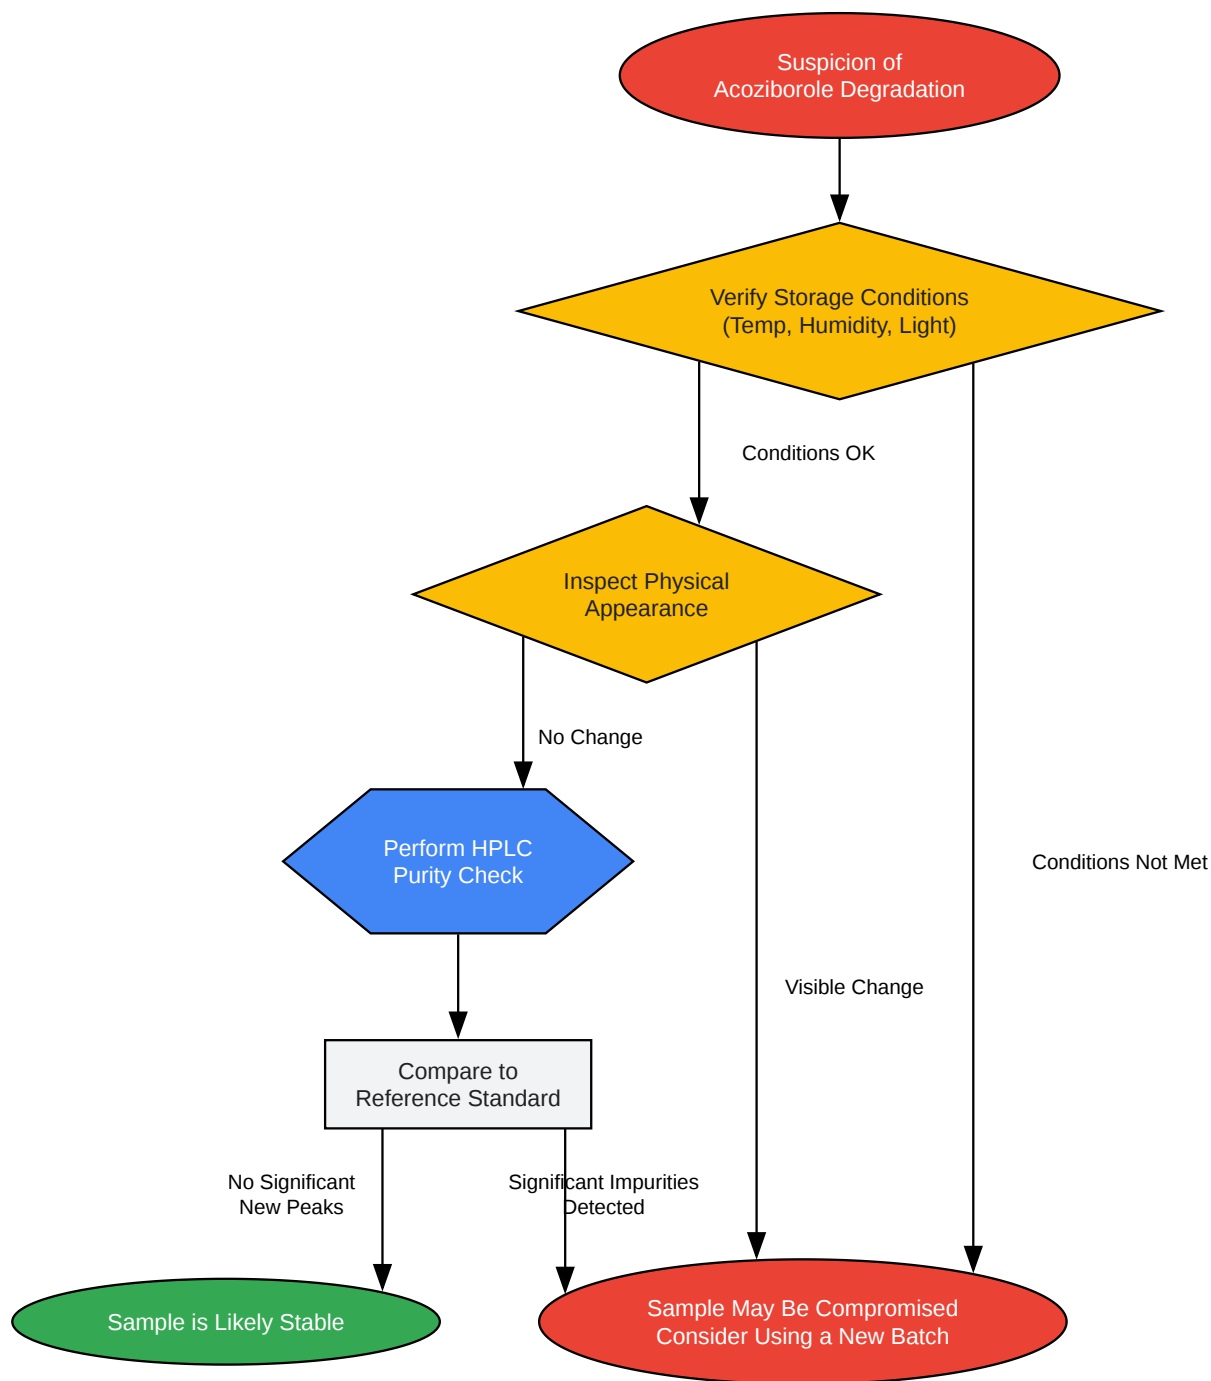 Suspicion of
Acoziborole Degradation
Verify Storage Conditions
(Temp, Humidity, Light)
Conditions OK
Inspect Physical
Appearance
No Change
Perform HPLC
Purity Check
Conditions Not Met
Visible Change
Compare to
Reference Standard
No Significant
New Peaks
Significant Impurities
Detected
Sample is Likely Stable
Sample May Be Compromised
Consider Using a New Batch